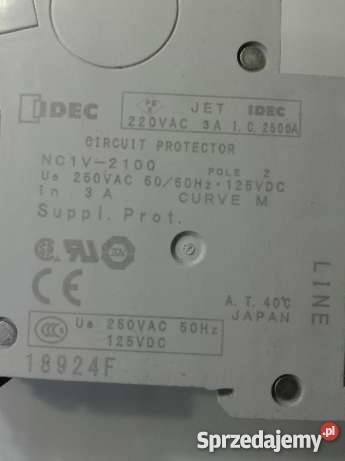 IDEC
JET IDEC
220VAC 3A I.C. 2500A
CIRCUIT PROTECTOR
NC1V-2100
POLE 2
Ue 250VAC 50/60Hz·125VDC
In 3A
CURVE M
Suppl. Prot.
LINE
CE
A.T. 40℃
JAPAN
CCC
Ue 250VAC 50Hz
125VDC
18924F
Sprzedajemy.pl